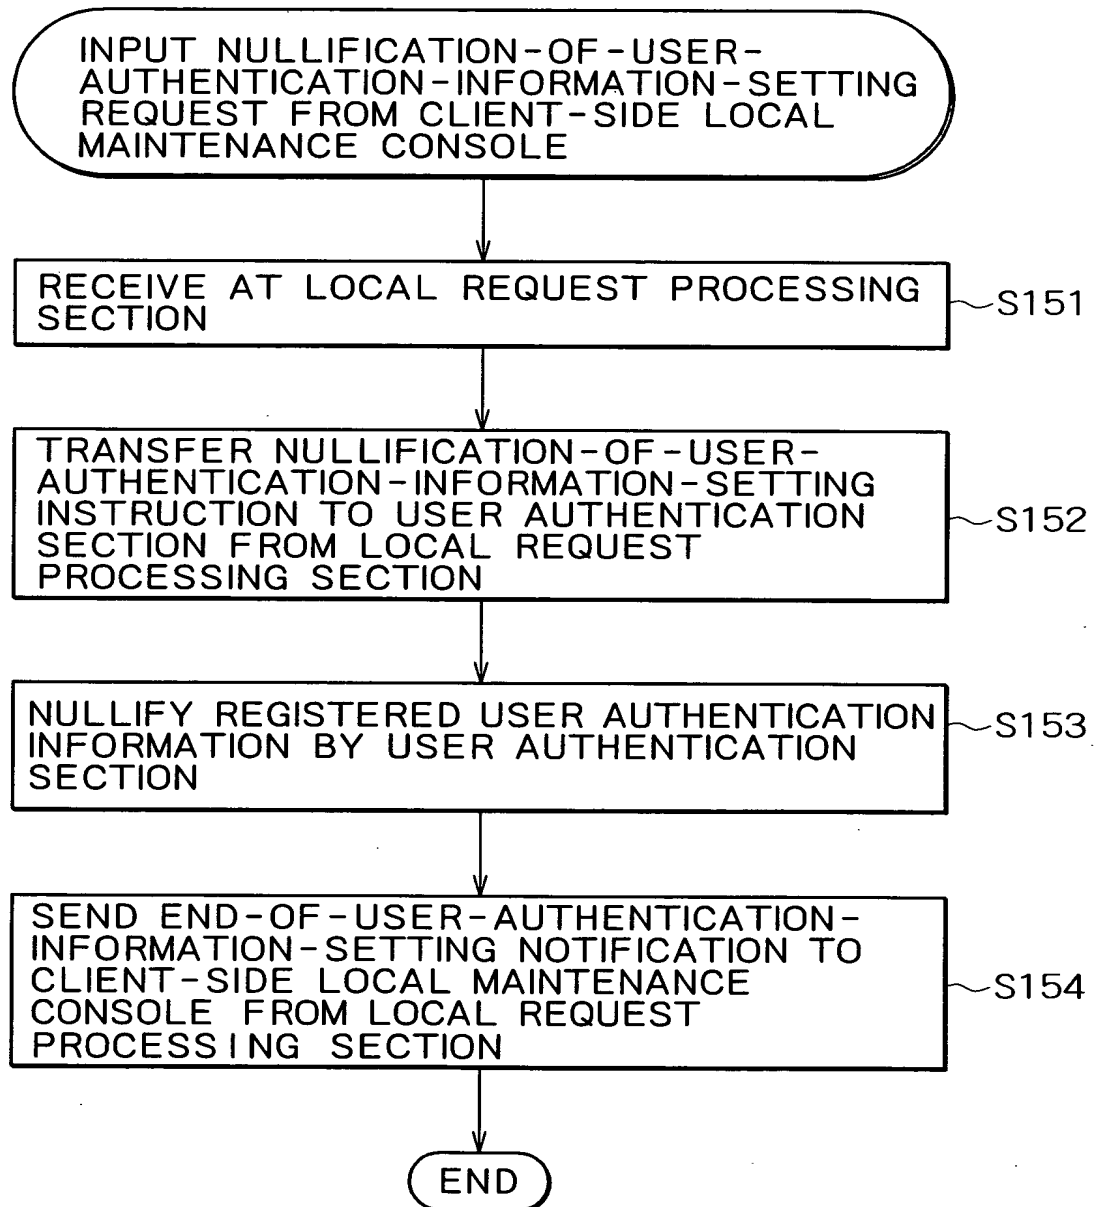 INPUT NULLIFICATION-OF-USER-
AUTHENTICATION-INFORMATION-SETTING
REQUEST FROM CLIENT-SIDE LOCAL
MAINTENANCE CONSOLE
RECEIVE AT LOCAL REQUEST PROCESSING
SECTION
S151
TRANSFER NULLIFICATION-OF-USER-
AUTHENTICATION-INFORMATION-SETTING
INSTRUCTION TO USER AUTHENTICATION
SECTION FROM LOCAL REQUEST
PROCESSING SECTION
S152
NULLIFY REGISTERED USER AUTHENTICATION
INFORMATION BY USER AUTHENTICATION
SECTION
S153
SEND END-OF-USER-AUTHENTICATION-
INFORMATION-SETTING NOTIFICATION TO
CLIENT-SIDE LOCAL MAINTENANCE
CONSOLE FROM LOCAL REQUEST
PROCESSING SECTION
S154
END